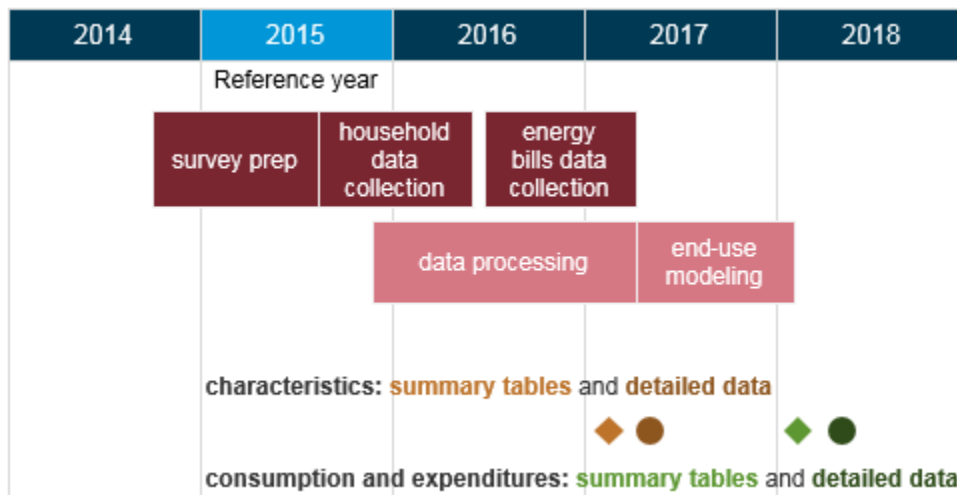 2014 2015 2016 2017 2018
Reference year
survey prep
household
data
collection
energy
bills data
collection
data processing
end-use
modeling
characteristics: summary tables and detailed data
consumption and expenditures: summary tables and detailed data